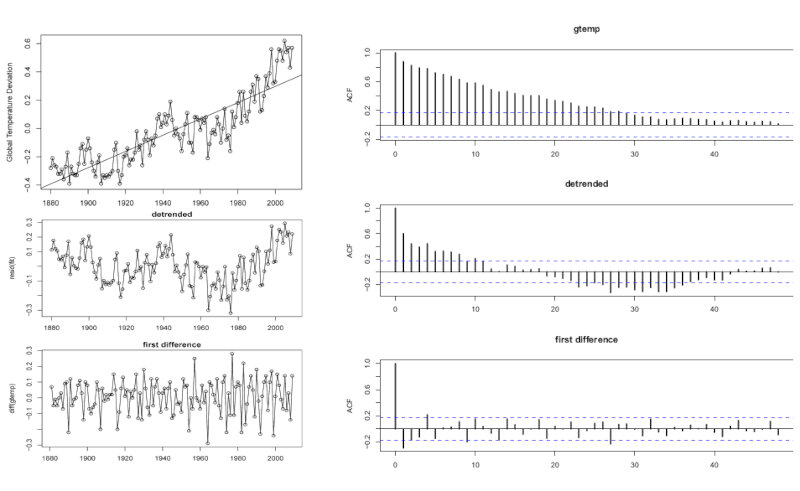 Global Temperature Deviation
0.6
0.4
0.2
0.0
-0.2
-0.4
1880 1900 1920 1940 1960 1980 2000
detrended
resid(fit)
0.3
0.1
-0.1
-0.3
1880 1900 1920 1940 1960 1980 2000
first difference
diff(gtemp)
0.3
0.1
-0.1
-0.3
1880 1900 1920 1940 1960 1980 2000
gtemp
ACF
1.0
0.6
0.2
-0.2
0 10 20 30 40
detrended
ACF
1.0
0.6
0.2
-0.2
0 10 20 30 40
first difference
ACF
1.0
0.6
0.2
-0.2
0 10 20 30 40